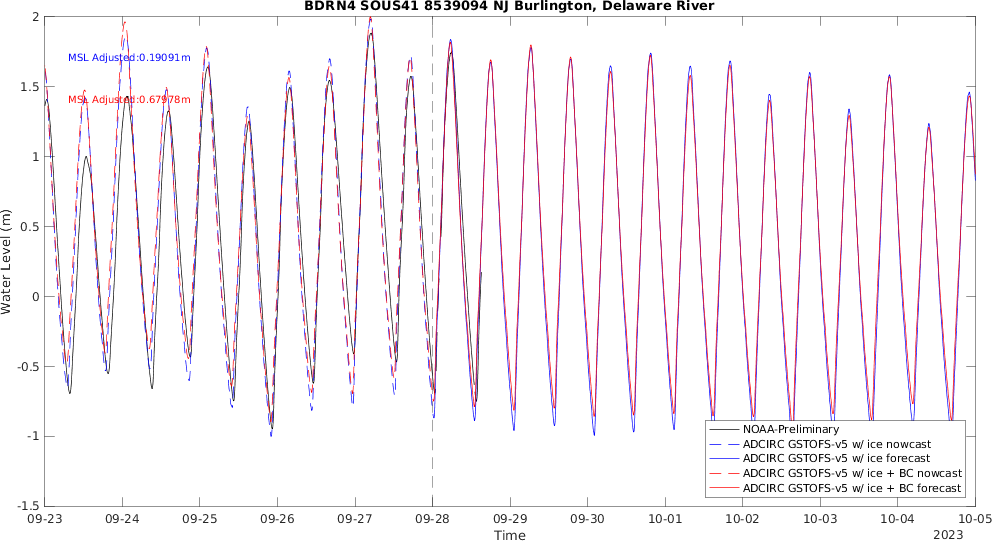 BDRN4 SOUS41 8539094 NJ Burlington, Delaware River
2
1.5
1
0.5
0
-0.5
-1
-1.5
Water Level (m)
MSL Adjusted:0.19091m
MSL Adjusted:0.67978m
NOAA-Preliminary
ADCIRC GSTOFS-v5 w/ ice nowcast
ADCIRC GSTOFS-v5 w/ ice forecast
ADCIRC GSTOFS-v5 w/ ice + BC nowcast
ADCIRC GSTOFS-v5 w/ ice + BC forecast
09-23 09-24 09-25 09-26 09-27 09-28 09-29 09-30 10-01 10-02 10-03 10-04 10-05
Time
2023